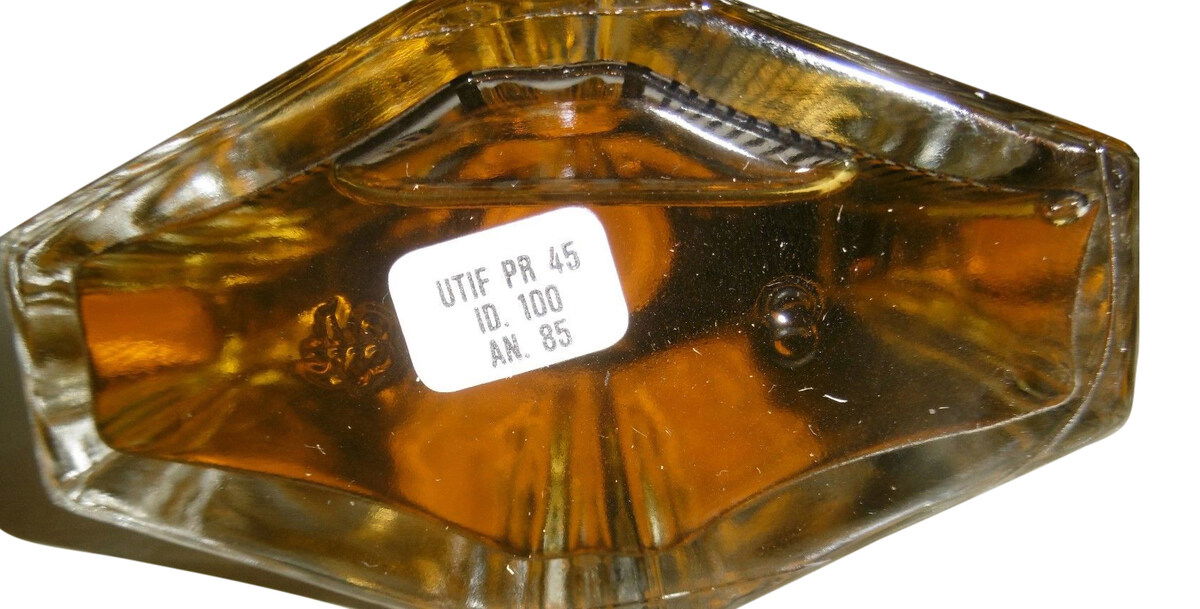 UTIF PR 45
ID. 100
AN. 85